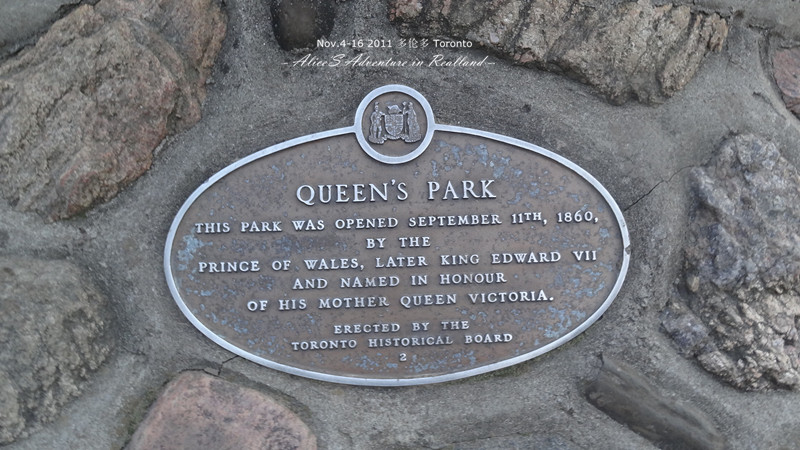 Nov.4-16 2011 多伦多 Toronto
~AliceS Adventure in Realland~
QUEEN'S PARK
THIS PARK WAS OPENED SEPTEMBER 11TH, 1860,
BY THE
PRINCE OF WALES, LATER KING EDWARD VII
AND NAMED IN HONOUR
OF HIS MOTHER QUEEN VICTORIA.
ERECTED BY THE
TORONTO HISTORICAL BOARD
2